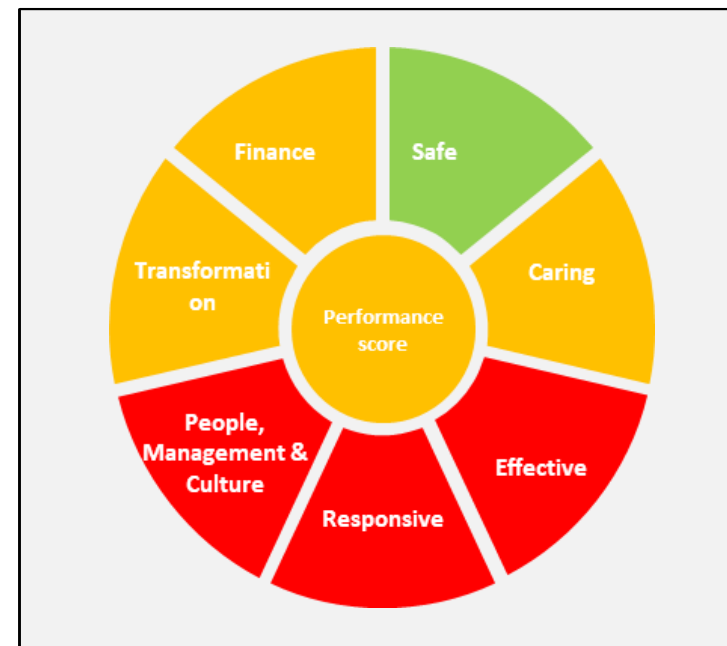 Finance
Safe
Transformati
on
Caring
Performance
score
People,
Management &
Culture
Effective
Responsive